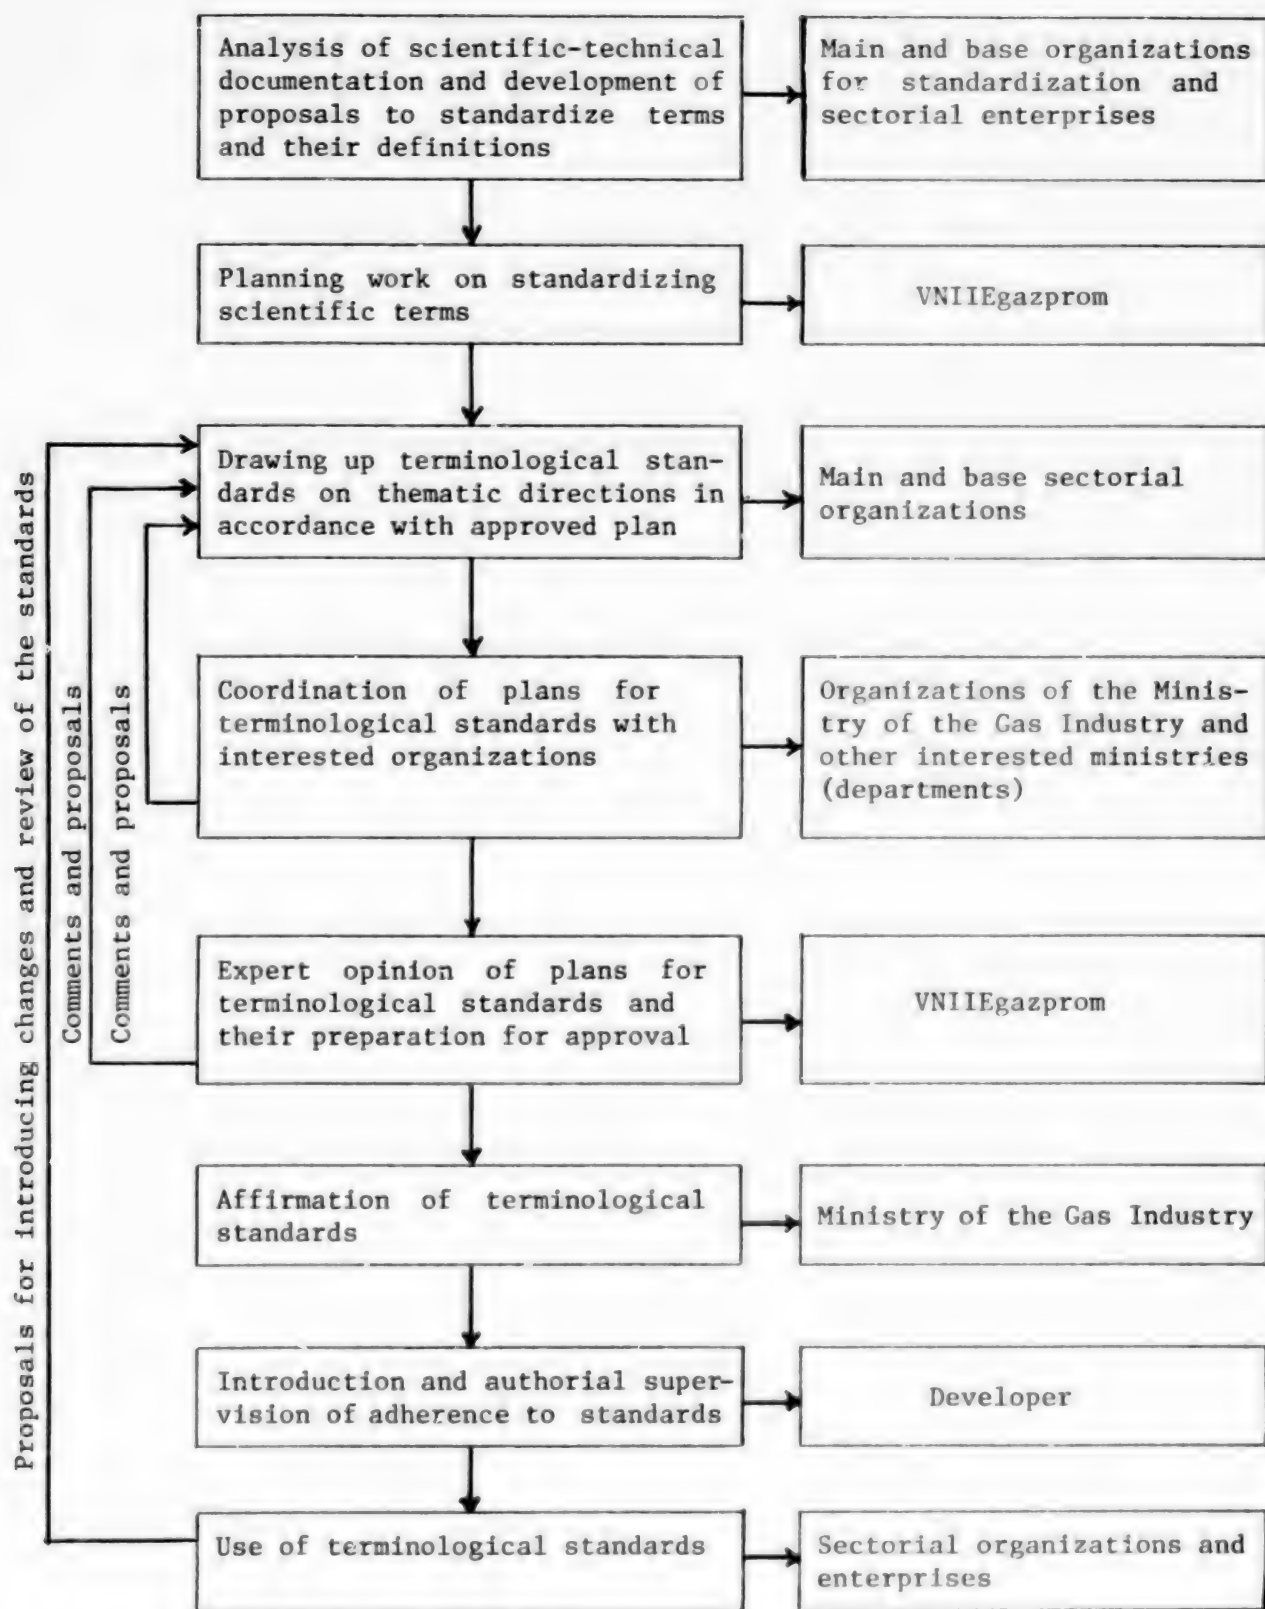 Analysis of scientific-technical
documentation and development of
proposals to standardize terms
and their definitions
Main and base organizations
for standardization and
sectorial enterprises
Planning work on standardizing
scientific terms
VNIIEgazprom
Drawing up terminological stan-
dards on thematic directions in
accordance with approved plan
Main and base sectorial
organizations
Coordination of plans for
terminological standards with
interested organizations
Organizations of the Minis-
try of the Gas Industry and
other interested ministries
(departments)
Expert opinion of plans for
terminological standards and
their preparation for approval
VNIIEgazprom
Affirmation of terminological
standards
Ministry of the Gas Industry
Introduction and authorial super-
vision of adherence to standards
Developer
Use of terminological standards
Sectorial organizations and
enterprises
Proposals for introducing changes and review of the standards
Comments and proposals
Comments and proposals